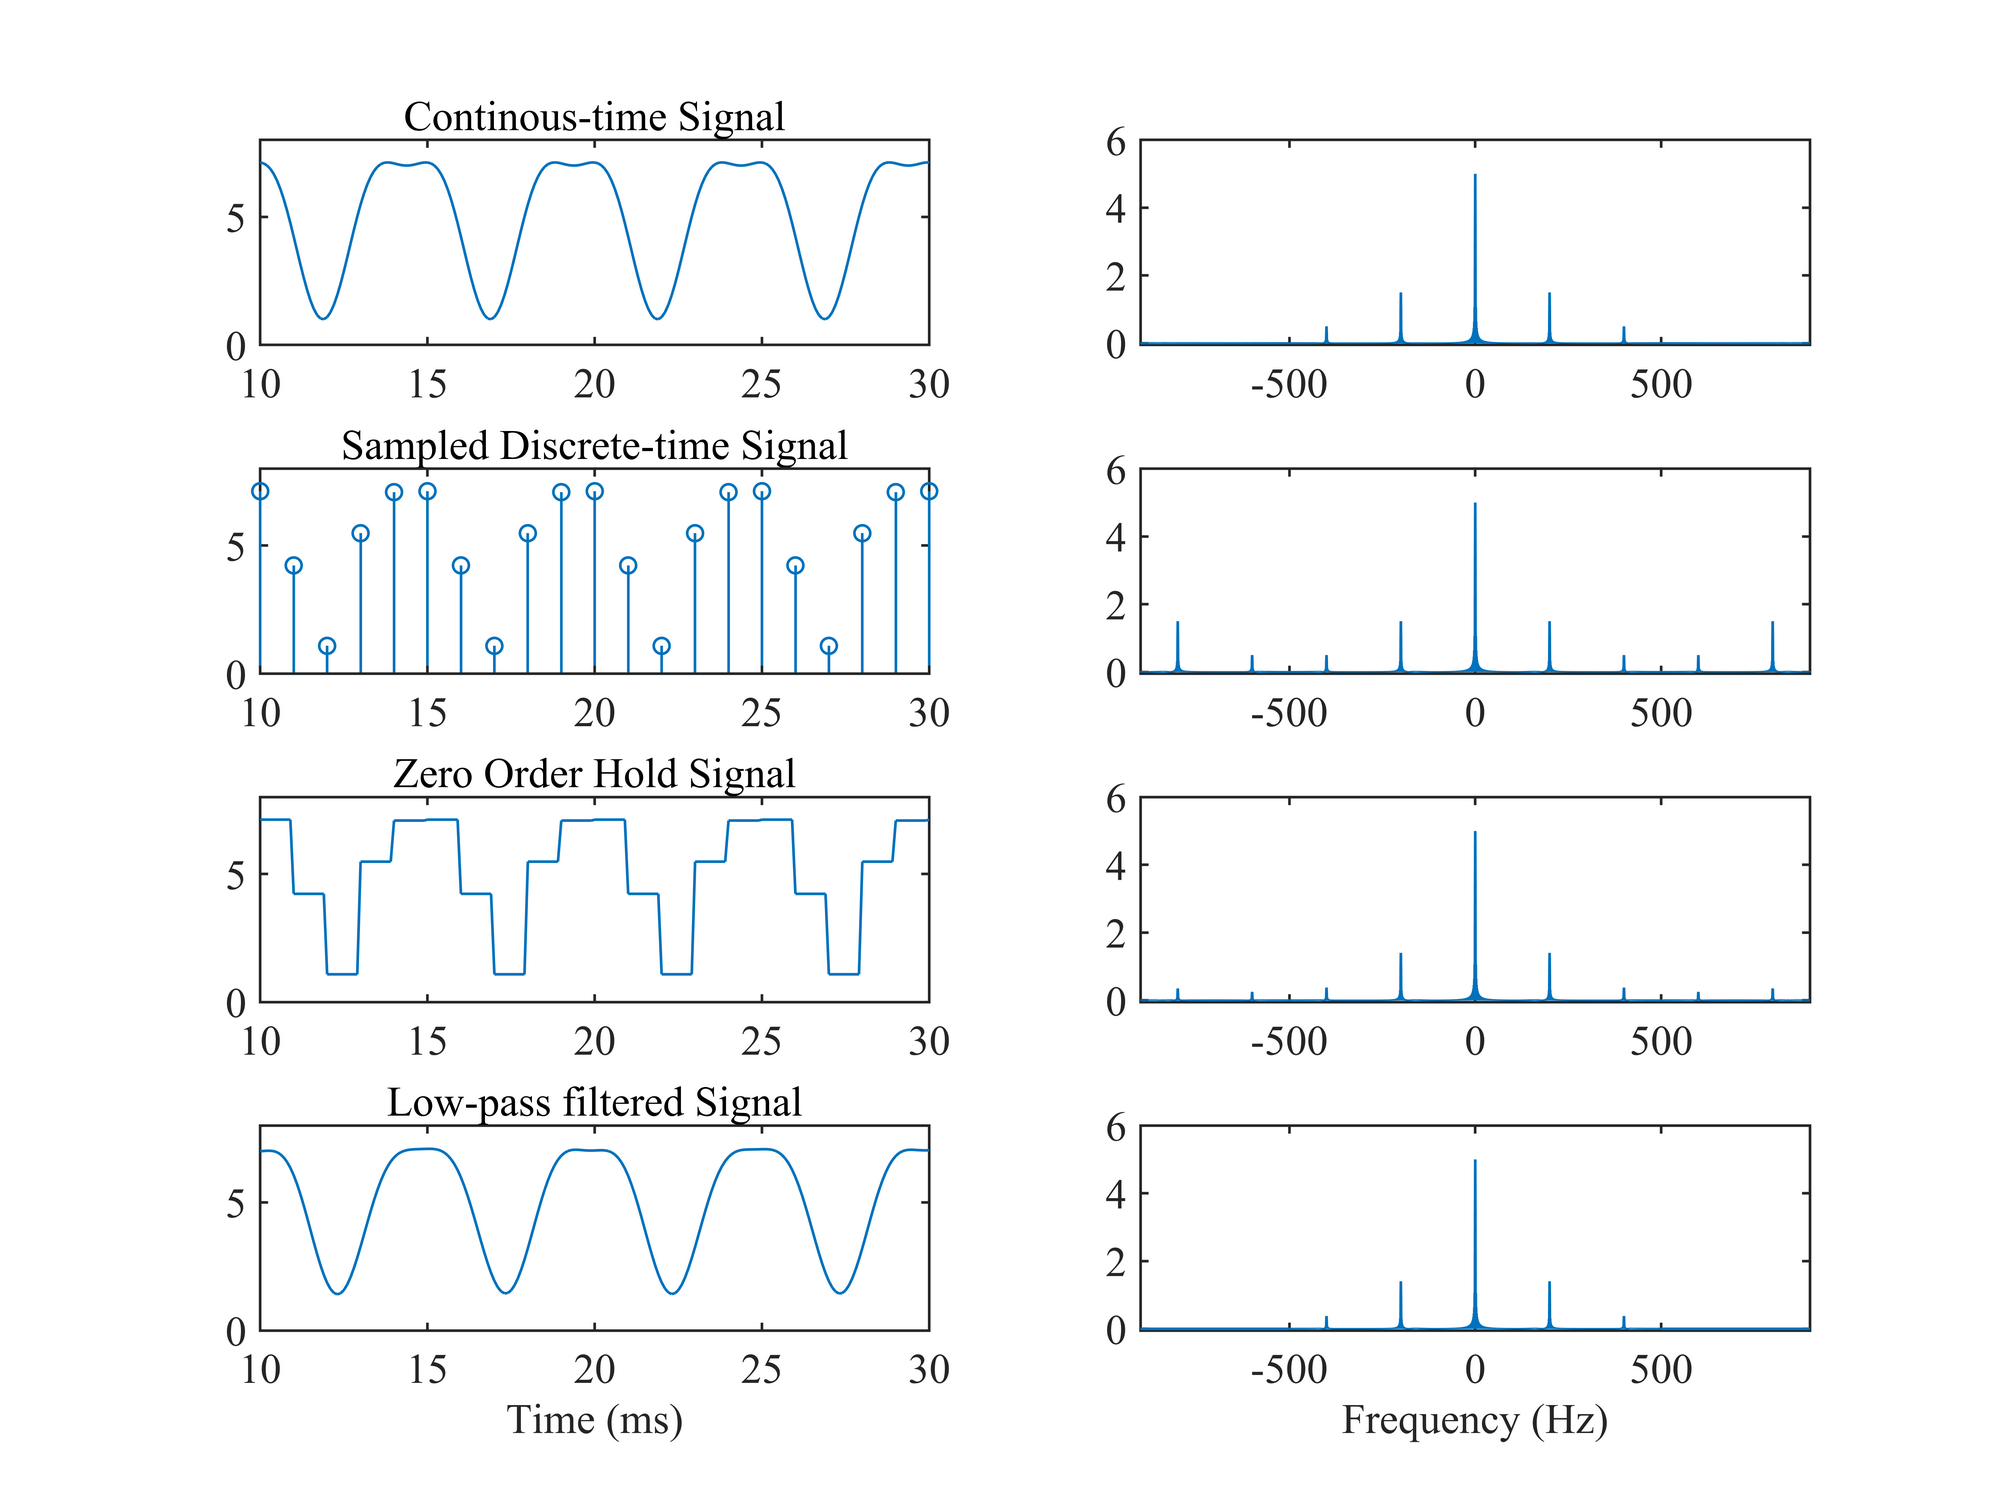 Continous-time Signal
5
0
10 15 20 25 30
6
4
2
0
-500 0 500
Sampled Discrete-time Signal
5
0
10 15 20 25 30
6
4
2
0
-500 0 500
Zero Order Hold Signal
5
0
10 15 20 25 30
6
4
2
0
-500 0 500
Low-pass filtered Signal
5
0
10 15 20 25 30
Time (ms)
6
4
2
0
-500 0 500
Frequency (Hz)